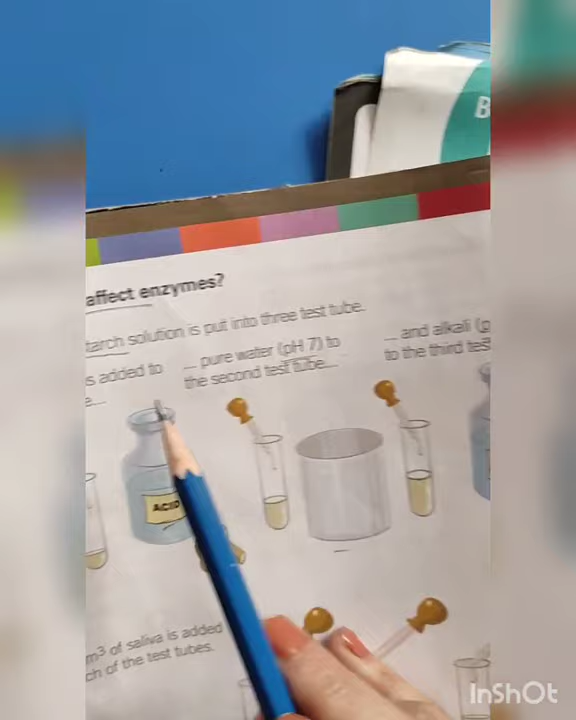 affect enzymes?
tarch solution is put into three test tube.
s added to
e...
... pure water (pH 7) to
the second test tube...
... and alkali (p
to the third test
ACID
m³ of saliva is added
ch of the test tubes.
B
InShOt